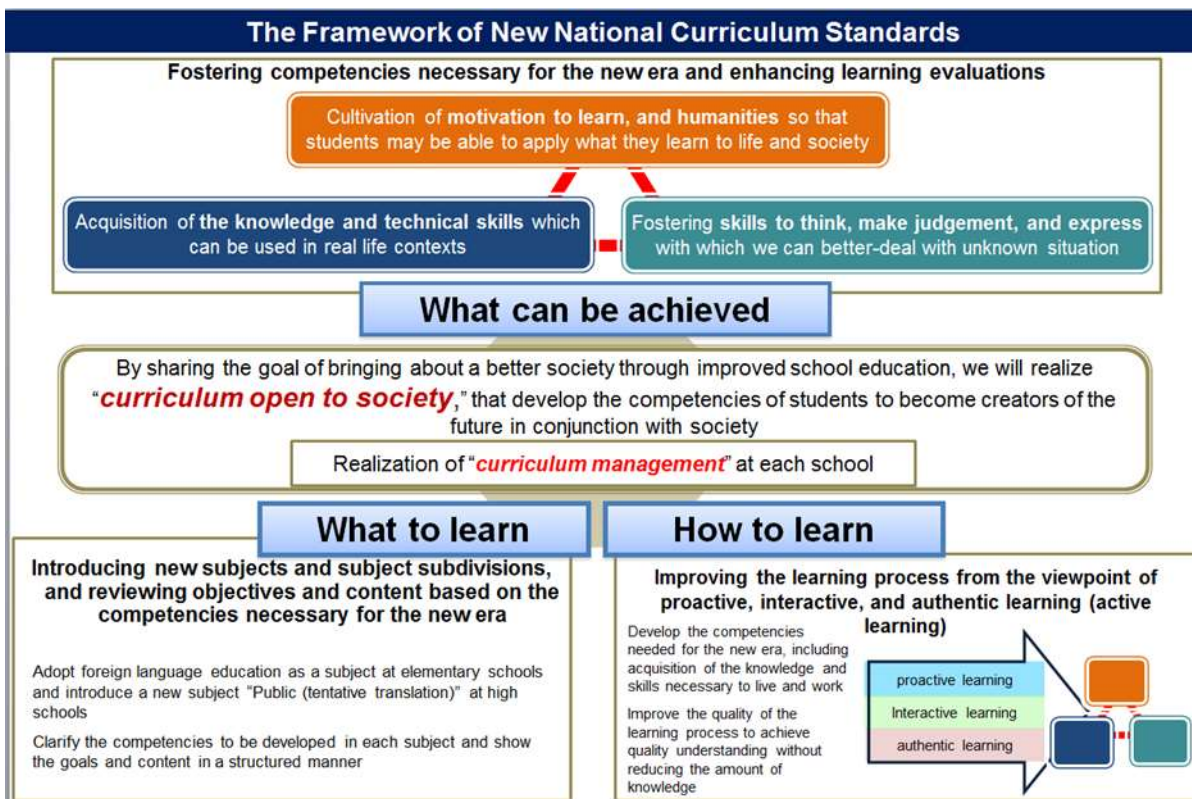 The Framework of New National Curriculum Standards
Fostering competencies necessary for the new era and enhancing learning evaluations
Cultivation of motivation to learn, and humanities so that
students may be able to apply what they learn to life and society
Acquisition of the knowledge and technical skills which
can be used in real life contexts
Fostering skills to think, make judgement, and express
with which we can better-deal with unknown situation
What can be achieved
By sharing the goal of bringing about a better society through improved school education, we will realize
“curriculum open to society,” that develop the competencies of students to become creators of the
future in conjunction with society
Realization of “curriculum management” at each school
What to learn
Introducing new subjects and subject subdivisions,
and reviewing objectives and content based on the
competencies necessary for the new era
Adopt foreign language education as a subject at elementary schools
and introduce a new subject “Public (tentative translation)” at high
schools
Clarify the competencies to be developed in each subject and show
the goals and content in a structured manner
How to learn
Improving the learning process from the viewpoint of
proactive, interactive, and authentic learning (active
learning)
Develop the competencies
needed for the new era, including
acquisition of the knowledge and
skills necessary to live and work
Improve the quality of the
learning process to achieve
quality understanding without
reducing the amount of
knowledge
proactive learning
Interactive learning
authentic learning